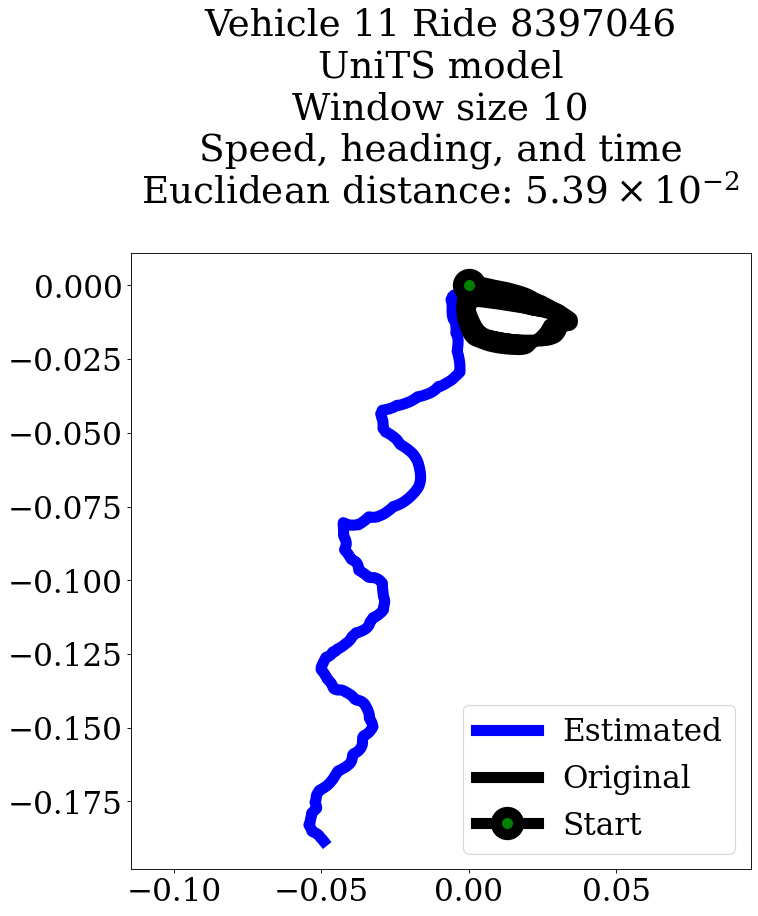 Vehicle 11 Ride 8397046
UniTS model
Window size 10
Speed, heading, and time
Euclidean distance: 5.39 × 10⁻²
0.000
−0.025
−0.050
−0.075
−0.100
−0.125
−0.150
−0.175
Estimated
Original
Start
−0.10 −0.05 0.00 0.05